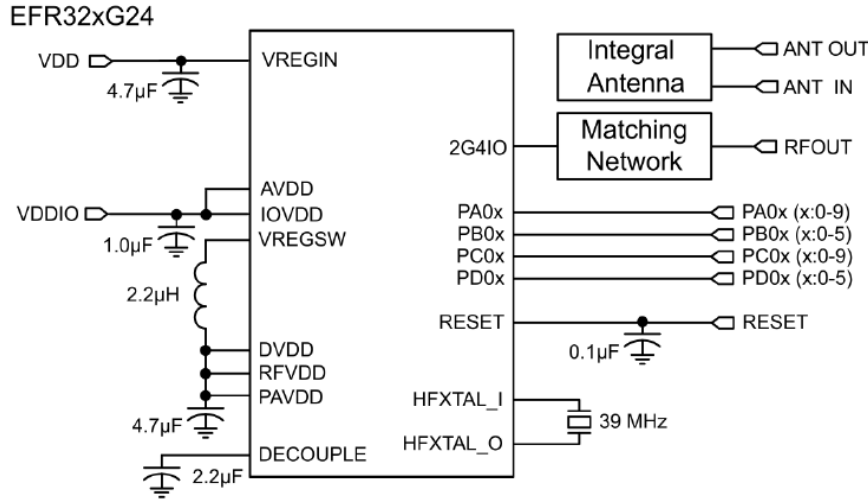 EFR32xG24
VDD
4.7µF
VREGIN
Integral
Antenna
ANT OUT
ANT IN
2G4IO
Matching
Network
RFOUT
VDDIO
1.0µF
AVDD
IOVDD
VREGSW
2.2µH
DVDD
RFVDD
PAVDD
4.7µF
DECOUPLE
2.2µF
PA0x
PA0x (x:0-9)
PB0x
PB0x (x:0-5)
PC0x
PC0x (x:0-9)
PD0x
PD0x (x:0-5)
RESET
RESET
0.1µF
HFXTAL_I
39 MHz
HFXTAL_O